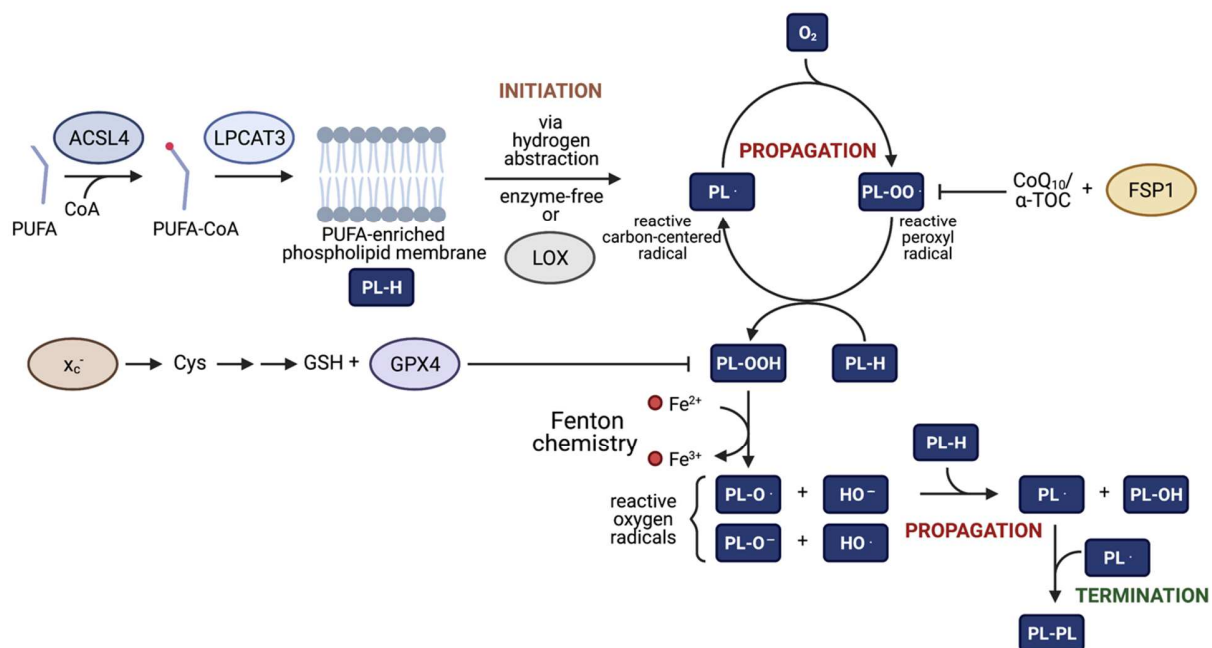 O₂
INITIATION
via
hydrogen
abstraction
enzyme-free
or
LOX
ACSL4
LPCAT3
CoA
PUFA
PUFA-CoA
PUFA-enriched
phospholipid membrane
PL-H
PROPAGATION
PL·
reactive
carbon-centered
radical
PL-OO·
reactive
peroxyl
radical
CoQ₁₀/
α-TOC
+
FSP1
x꜀⁻
Cys
GSH +
GPX4
PL-OOH
PL-H
Fenton
chemistry
Fe²⁺
Fe³⁺
reactive
oxygen
radicals
PL-O· + HO⁻
PL-O⁻ + HO·
PL-H
PROPAGATION
PL· + PL-OH
PL·
TERMINATION
PL-PL